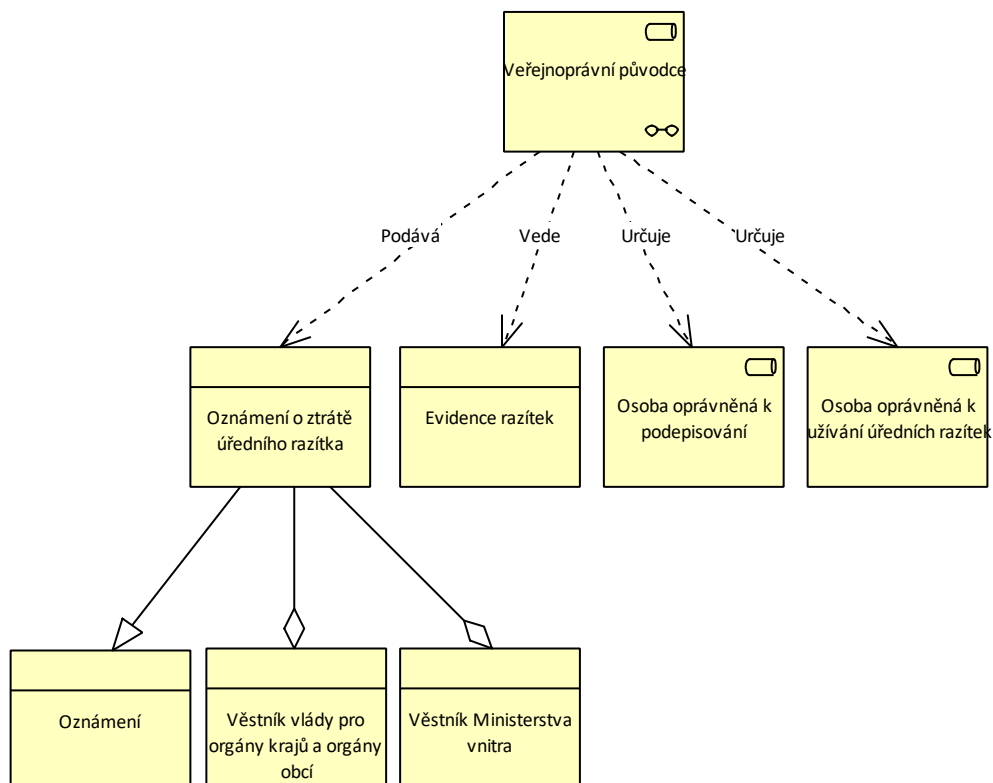 Veřejnoprávní původce
Podává
Vede
Určuje
Určuje
Oznámení o ztrátě
úředního razítka
Evidence razítek
Osoba oprávněná k
podepisování
Osoba oprávněná k
užívání úředních razítek
Oznámení
Věstník vlády pro
orgány krajů a orgány
obcí
Věstník Ministerstva
vnitra